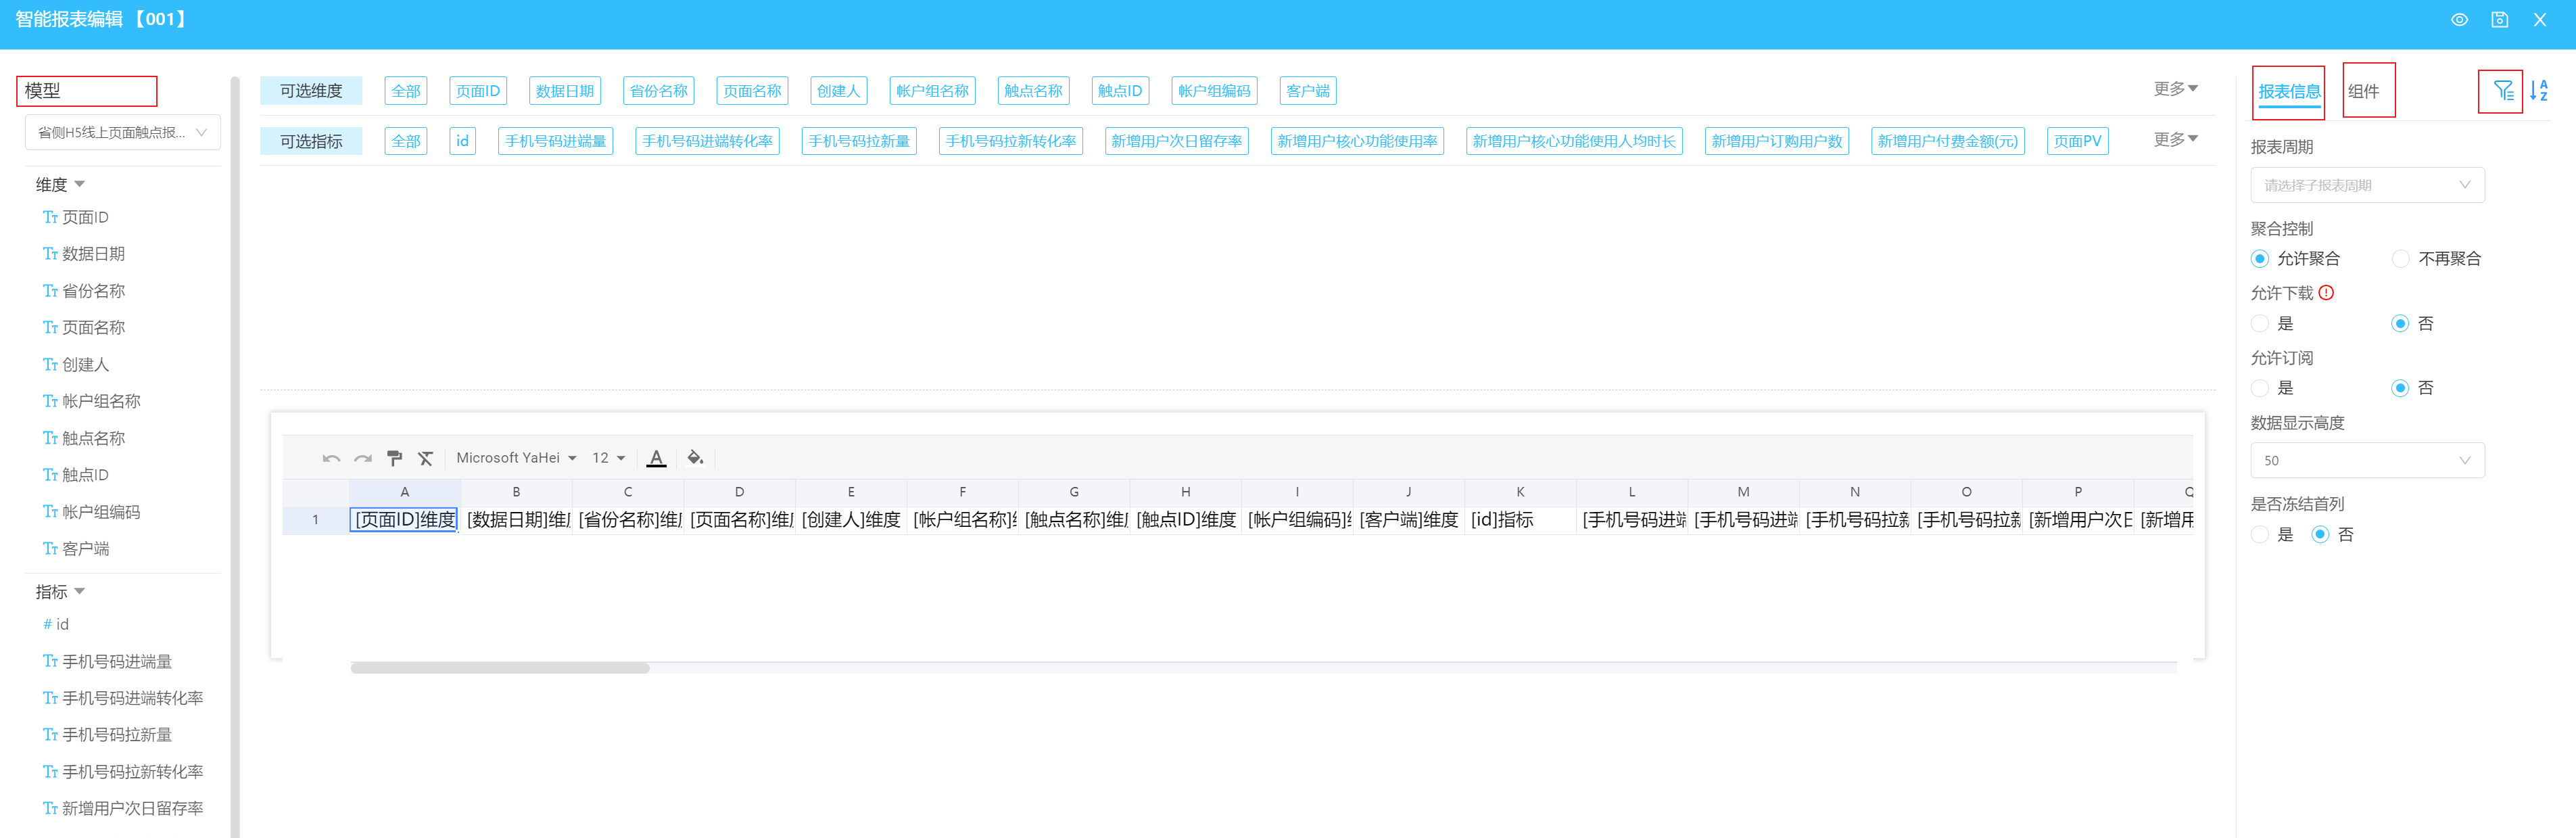 智能报表编辑 【001】
模型
省侧H5线上页面触点报...
维度
页面ID
数据日期
省份名称
页面名称
创建人
帐户组名称
触点名称
触点ID
帐户组编码
客户端
指标
# id
手机号码进端量
手机号码进端转化率
手机号码拉新量
手机号码拉新转化率
新增用户次日留存率
可选维度 全部 页面ID 数据日期 省份名称 页面名称 创建人 帐户组名称 触点名称 触点ID 帐户组编码 客户端 更多
可选指标 全部 id 手机号码进端量 手机号码进端转化率 手机号码拉新量 手机号码拉新转化率 新增用户次日留存率 新增用户核心功能使用率 新增用户核心功能使用人均时长 新增用户订购用户数 新增用户付费金额(元) 页面PV 更多
Microsoft YaHei 12 A
A B C D E F G H I J K L M N O P Q
1 [页面ID]维度 [数据日期]维 [省份名称]维 [页面名称]维 [创建人]维度 [帐户组名称] [触点名称]维 [触点ID]维度 [帐户组编码] [客户端]维度 [id]指标 [手机号码进端 [手机号码进端 [手机号码拉新 [手机号码拉新 [新增用户次日 [新增用
报表信息 组件
报表周期
请选择子报表周期
聚合控制
允许聚合 不再聚合
允许下载
是 否
允许订阅
是 否
数据显示高度
50
是否冻结首列
是 否